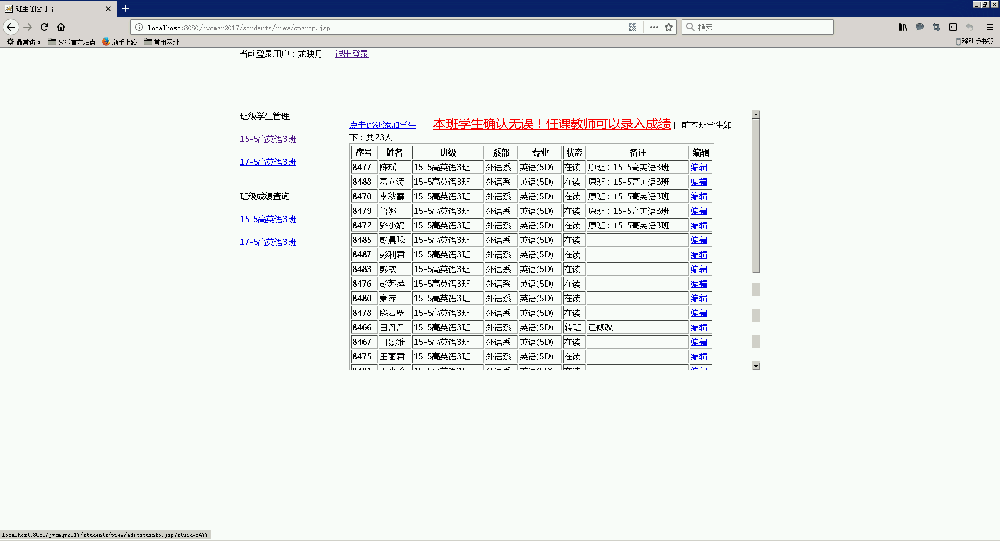 班主任控制台
localhost:8080/jwcmgr2017/students/view/cmgrop.jsp
搜索
最常访问 火狐官方站点 新手上路 常用网址 移动版书签
当前登录用户：龙映月 退出登录
班级学生管理
15-5高英语3班
17-5高英语3班
班级成绩查询
15-5高英语3班
17-5高英语3班
点击此处添加学生 本班学生确认无误！任课教师可以录入成绩 目前本班学生如
下：共23人
序号 姓名 班级 系部 专业 状态 备注 编辑
8477 陈瑶 15-5高英语3班 外语系 英语(5D) 在读 原班：15-5高英语3班 编辑
8488 葛向涛 15-5高英语3班 外语系 英语(5D) 在读 原班：15-5高英语3班 编辑
8470 李秋霞 15-5高英语3班 外语系 英语(5D) 在读 原班：15-5高英语3班 编辑
8479 鲁娜 15-5高英语3班 外语系 英语(5D) 在读 原班：15-5高英语3班 编辑
8472 骆小娟 15-5高英语3班 外语系 英语(5D) 在读 原班：15-5高英语3班 编辑
8485 彭晨曦 15-5高英语3班 外语系 英语(5D) 在读 编辑
8487 彭利君 15-5高英语3班 外语系 英语(5D) 在读 编辑
8483 彭钦 15-5高英语3班 外语系 英语(5D) 在读 编辑
8476 彭苏萍 15-5高英语3班 外语系 英语(5D) 在读 编辑
8480 秦萍 15-5高英语3班 外语系 英语(5D) 在读 编辑
8478 滕碧翠 15-5高英语3班 外语系 英语(5D) 在读 编辑
8466 田丹丹 15-5高英语3班 外语系 英语(5D) 转班 已修改 编辑
8467 田景维 15-5高英语3班 外语系 英语(5D) 在读 编辑
8475 王丽君 15-5高英语3班 外语系 英语(5D) 在读 编辑
15-5高英语3班 外语系 英语(5D) 在读 编辑
localhost:8080/jwcmgr2017/students/view/editstuinfo.jsp?stuid=8477